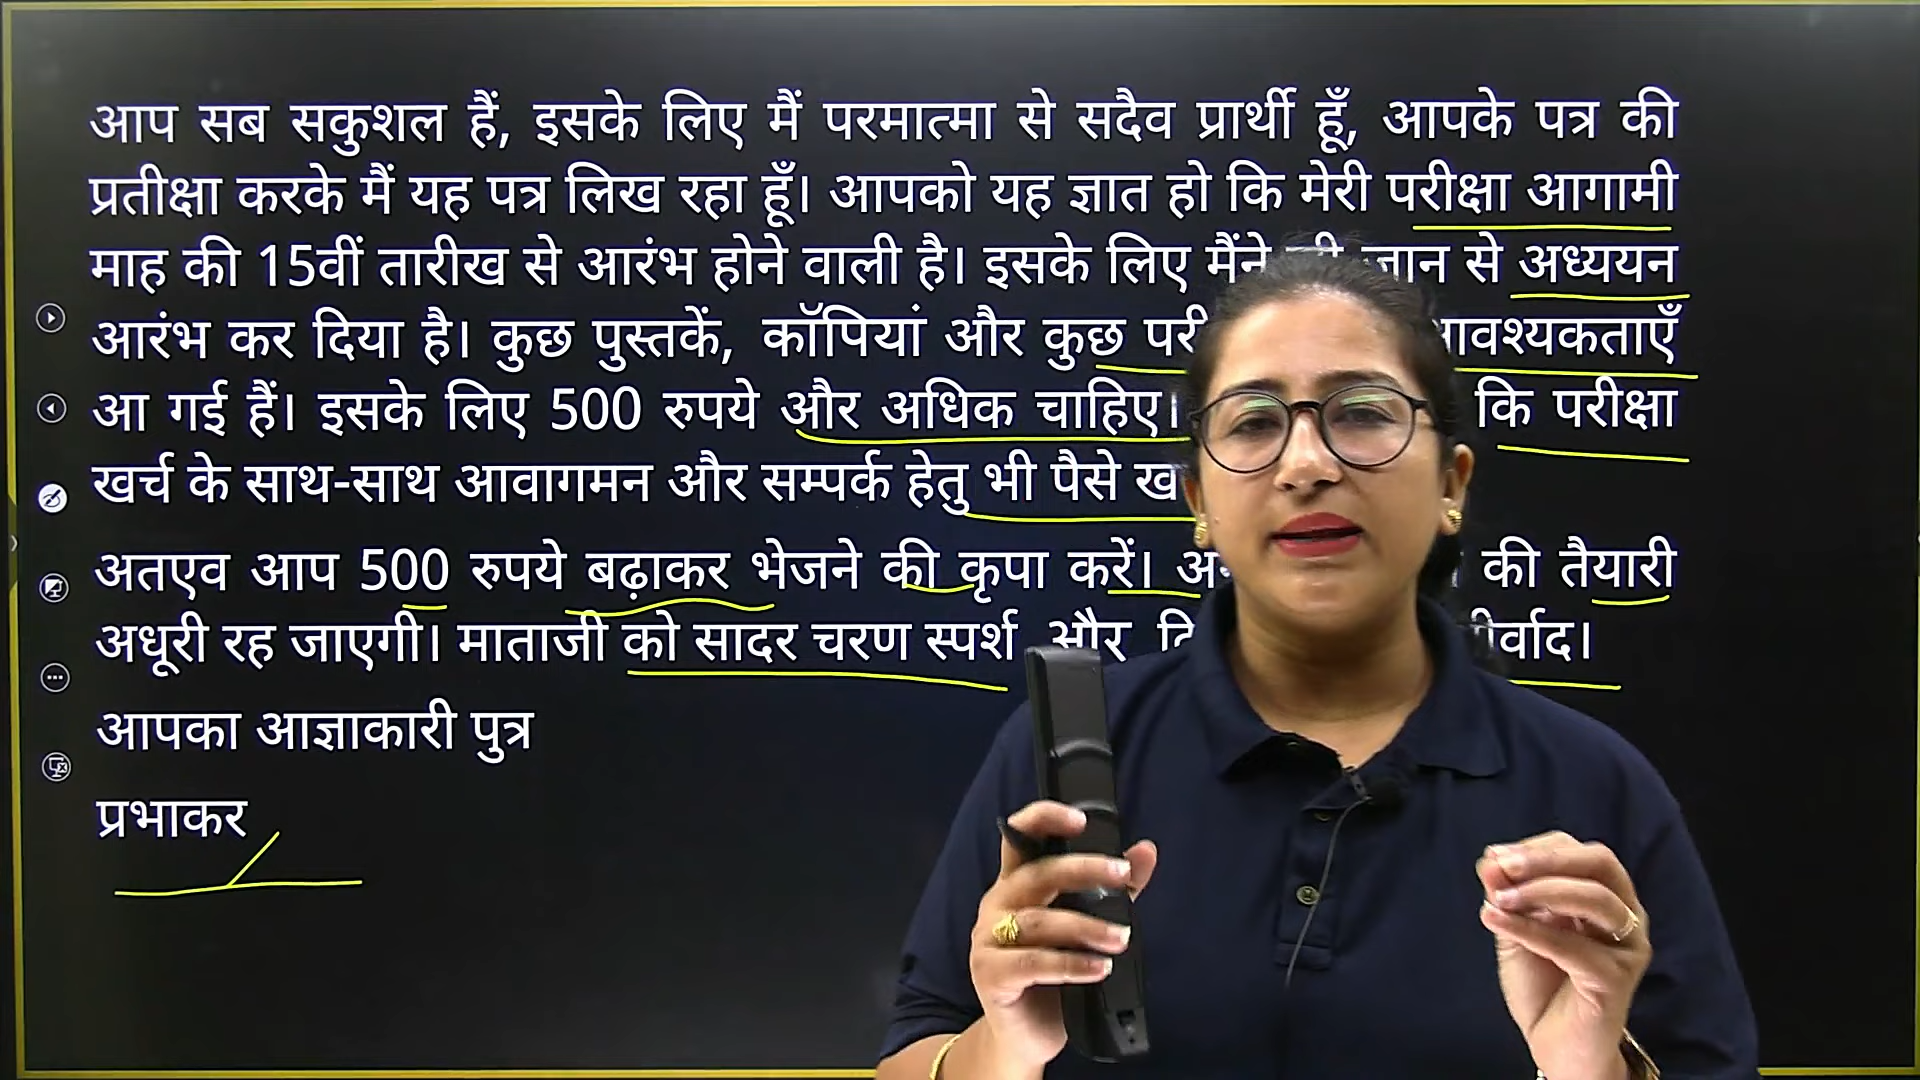 आप सब सकुशल हैं, इसके लिए मैं परमात्मा से सदैव प्रार्थी हूँ, आपके पत्र की
प्रतीक्षा करके मैं यह पत्र लिख रहा हूँ। आपको यह ज्ञात हो कि मेरी परीक्षा आगामी
माह की 15वीं तारीख से आरंभ होने वाली है। इसके लिए मैंने जान से अध्ययन
आरंभ कर दिया है। कुछ पुस्तकें, कॉपियां और कुछ
आ गई हैं। इसके लिए 500 रुपये और अधिक चाहिए। कि परीक्षा
खर्च के साथ-साथ आवागमन और सम्पर्क हेतु भी पैसे
अतएव आप 500 रुपये बढ़ाकर भेजने की कृपा करें। की तैयारी
अधूरी रह जाएगी। माताजी को सादर चरण स्पर्श और
आपका आज्ञाकारी पुत्र
प्रभाकर